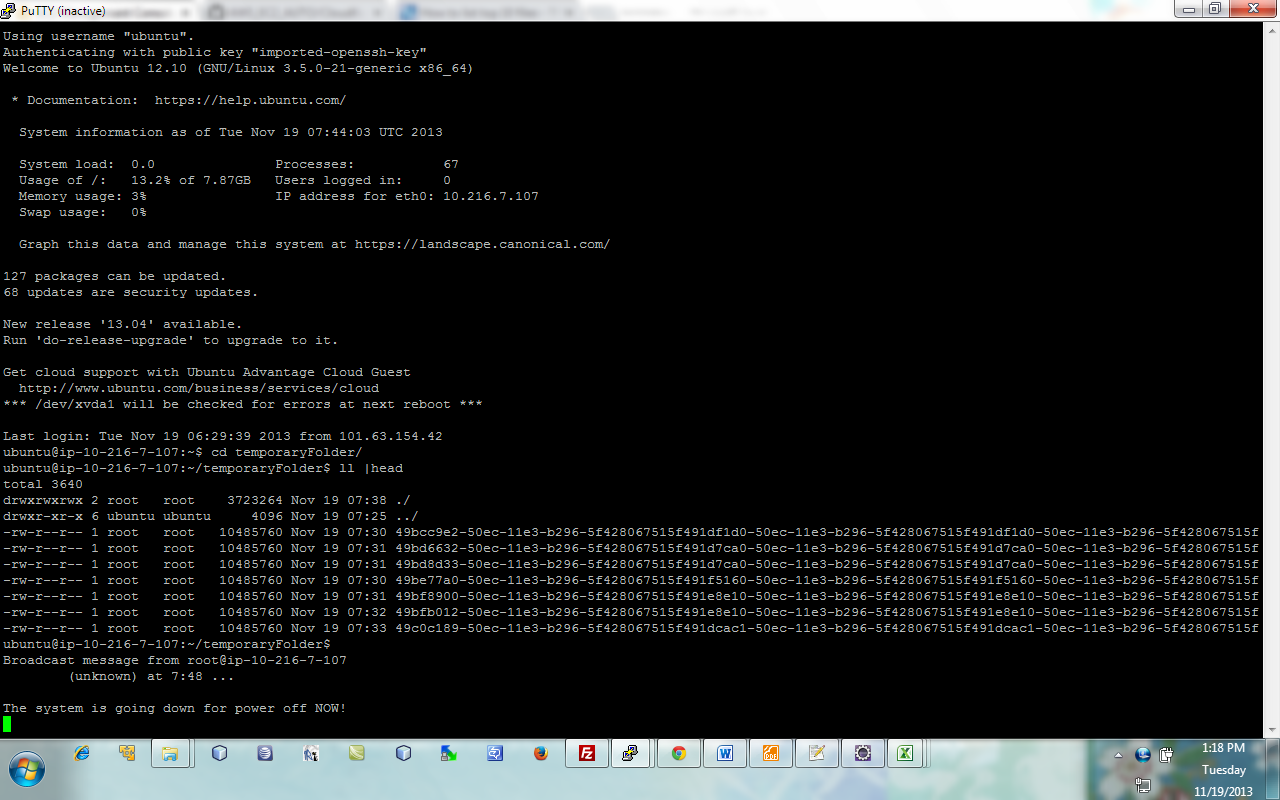 PuTTY (inactive)
Using username "ubuntu".
Authenticating with public key "imported-openssh-key"
Welcome to Ubuntu 12.10 (GNU/Linux 3.5.0-21-generic x86_64)
* Documentation:  https://help.ubuntu.com/
System information as of Tue Nov 19 07:44:03 UTC 2013
System load:  0.0               Processes:           67
Usage of /:   13.2% of 7.87GB   Users logged in:     0
Memory usage: 3%                IP address for eth0: 10.216.7.107
Swap usage:   0%
Graph this data and manage this system at https://landscape.canonical.com/
127 packages can be updated.
68 updates are security updates.
New release '13.04' available.
Run 'do-release-upgrade' to upgrade to it.
Get cloud support with Ubuntu Advantage Cloud Guest
http://www.ubuntu.com/business/services/cloud
*** /dev/xvda1 will be checked for errors at next reboot ***
Last login: Tue Nov 19 06:29:39 2013 from 101.63.154.42
ubuntu@ip-10-216-7-107:~$ cd temporaryFolder/
ubuntu@ip-10-216-7-107:~/temporaryFolder$ ll |head
total 3640
drwxrwxrwx 2 root   root    3723264 Nov 19 07:38 ./
drwxr-xr-x 6 ubuntu ubuntu     4096 Nov 19 07:25 ../
-rw-r--r-- 1 root   root   10485760 Nov 19 07:30 49bcc9e2-50ec-11e3-b296-5f428067515f491df1d0-50ec-11e3-b296-5f428067515f491df1d0-50ec-11e3-b296-5f428067515f
-rw-r--r-- 1 root   root   10485760 Nov 19 07:31 49bd6632-50ec-11e3-b296-5f428067515f491d7ca0-50ec-11e3-b296-5f428067515f491d7ca0-50ec-11e3-b296-5f428067515f
-rw-r--r-- 1 root   root   10485760 Nov 19 07:31 49bd8d33-50ec-11e3-b296-5f428067515f491d7ca0-50ec-11e3-b296-5f428067515f491d7ca0-50ec-11e3-b296-5f428067515f
-rw-r--r-- 1 root   root   10485760 Nov 19 07:30 49be77a0-50ec-11e3-b296-5f428067515f491f5160-50ec-11e3-b296-5f428067515f491f5160-50ec-11e3-b296-5f428067515f
-rw-r--r-- 1 root   root   10485760 Nov 19 07:31 49bf8900-50ec-11e3-b296-5f428067515f491e8e10-50ec-11e3-b296-5f428067515f491e8e10-50ec-11e3-b296-5f428067515f
-rw-r--r-- 1 root   root   10485760 Nov 19 07:32 49bfb012-50ec-11e3-b296-5f428067515f491e8e10-50ec-11e3-b296-5f428067515f491e8e10-50ec-11e3-b296-5f428067515f
-rw-r--r-- 1 root   root   10485760 Nov 19 07:33 49c0c189-50ec-11e3-b296-5f428067515f491dcac1-50ec-11e3-b296-5f428067515f491dcac1-50ec-11e3-b296-5f428067515f
ubuntu@ip-10-216-7-107:~/temporaryFolder$
Broadcast message from root@ip-10-216-7-107
(unknown) at 7:48 ...
The system is going down for power off NOW!
1:18 PM
Tuesday
11/19/2013